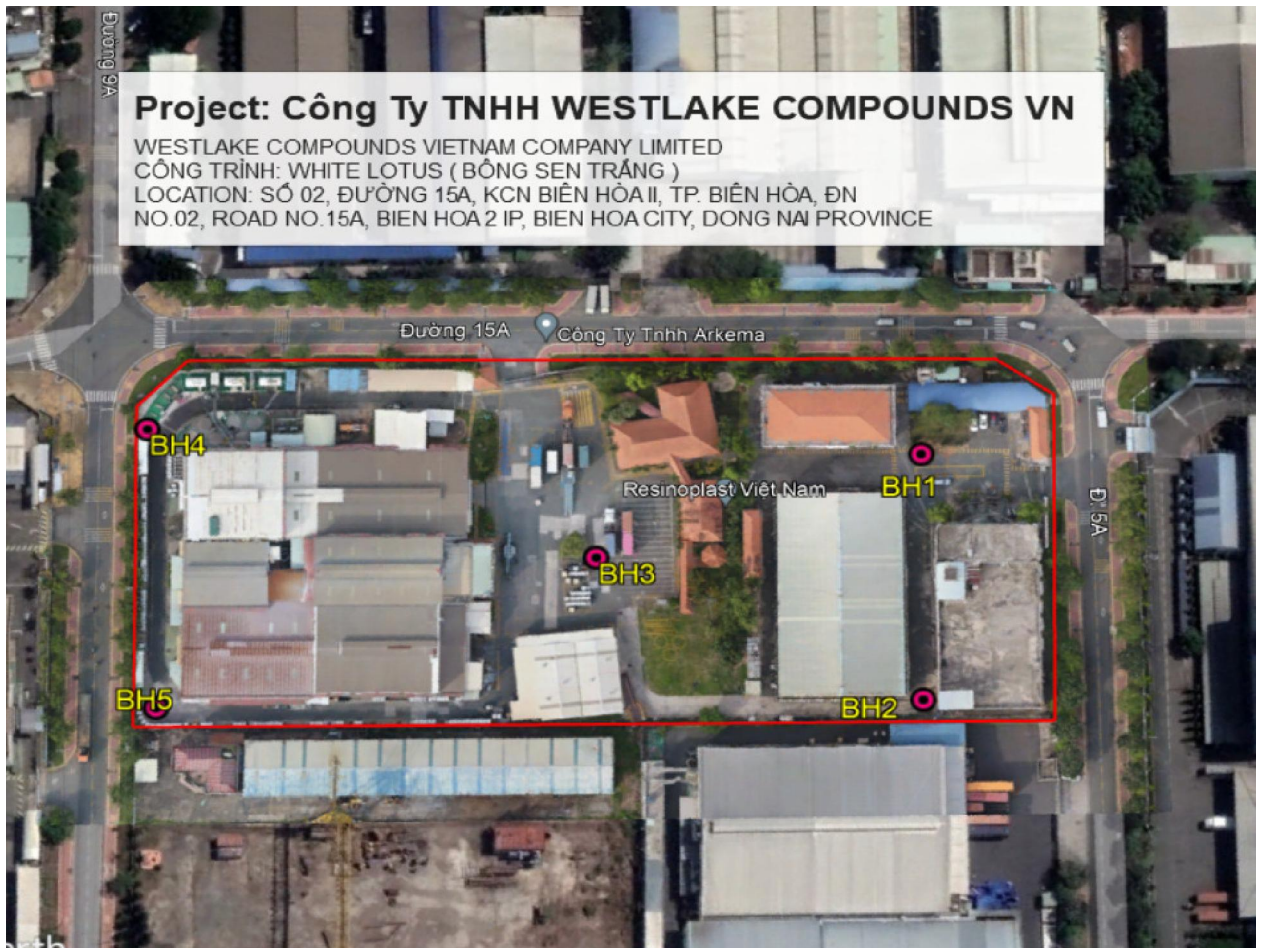 Đường 9A
Project: Công Ty TNHH WESTLAKE COMPOUNDS VN
WESTLAKE COMPOUNDS VIETNAM COMPANY LIMITED
CÔNG TRÌNH: WHITE LOTUS ( BÔNG SEN TRẮNG )
LOCATION: SỐ 02, ĐƯỜNG 15A, KCN BIÊN HÒA II, TP. BIÊN HÒA, ĐN
NO.02, ROAD NO.15A, BIEN HOA 2 IP, BIEN HOA CITY, DONG NAI PROVINCE
Đường 15A
Công Ty Tnhh Arkema
BH4
Resinoplast Việt Nam
BH1
Đ. 5A
BH3
BH5
BH2